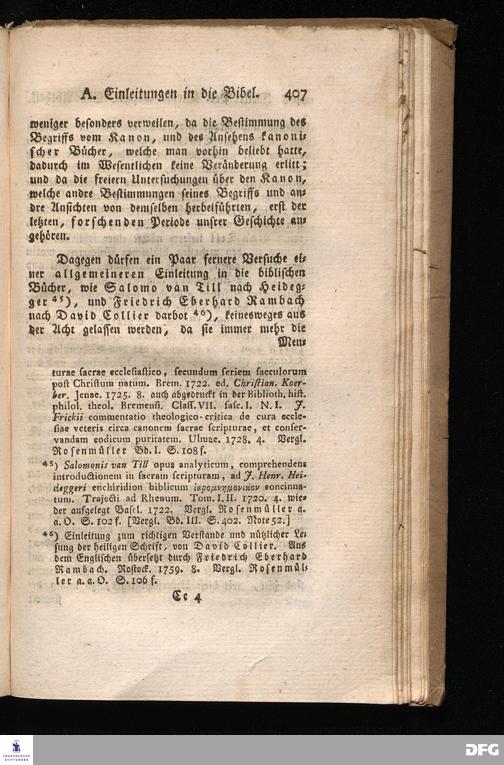 A. Einleitungen in die Bibel. 407
weniger besonders verweilen, da die Bestimmung des
Begriffs vom Kanon, und des Ansehens kanoni-
scher Bücher, welche man vorhin beliebt hatte,
dadurch im Wesentlichen keine Veränderung erlitt;
und da die freiern Untersuchungen über den Kanon,
welche andre Bestimmungen seines Begriffs und an-
dre Ansichten von demselben herbeiführten, erst der
letzten, forschenden Periode unsrer Geschichte an-
gehören.
Dagegen dürfen ein Paar fernere Versuche ei-
ner allgemeineren Einleitung in die biblischen
Bücher, wie Salomo van Till nach Heideg-
ger 45), und Friedrich Eberhard Rambach
nach David Collier darbot 46), keinesweges aus
der Acht gelassen werden, da sie immer mehr die
Men-
turae sacrae ecclesiastico, secundum seriem saeculorum
post Christum natum. Brem. 1722. ed. Christian. Koer-
ber. Jenae. 1725. 8. auch abgedruckt in der Biblioth. hist.
philol. theol. Bremensi. Class. VII. fasc. I. N. I. J.
Frickii commentatio theologico-critica de cura eccle-
siae veteris circa canonem sacrae scripturae, et conser-
vandam codicum puritatem. Ulmae. 1728. 4. Vergl.
Rosenmüller Bd. I. S. 108 f.
45) Salomonis van Till opus analyticum, comprehendens
introductionem in sacram scripturam, ad J. Henr. Hei-
deggeri enchiridion biblicum ἱερομνημονικον concinna-
tum. Trajecti ad Rhenum. Tom. I. II. 1720. 4. wie-
der aufgelegt Basel. 1722. Vergl. Rosenmüller a.
a. O. S. 102 f. [Vergl. Bd. III. S. 402. Note 52.]
46) Einleitung zum richtigen Verstande und nützlicher Le-
sung der heiligen Schrift, von David Collier. Aus
dem Englischen übersetzt durch Friedrich Eberhard
Rambach. Rostock. 1759. 8. Vergl. Rosenmül-
ler a. a. O. S. 106 f.
Cc 4
FRANCKESCHE
STIFTUNGEN
DFG